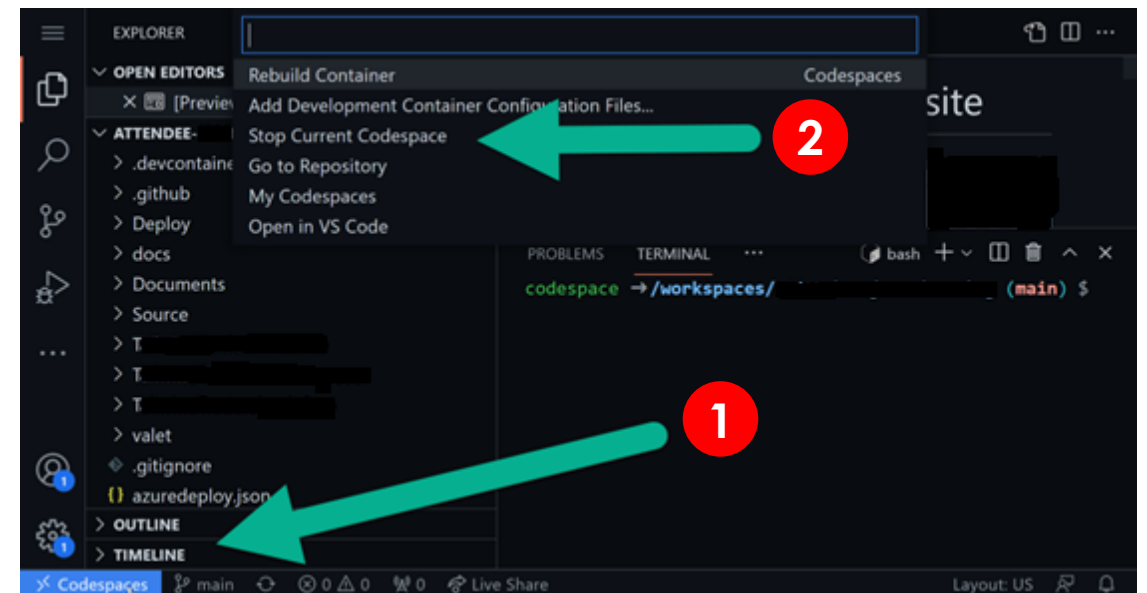 EXPLORER
OPEN EDITORS
[Preview
ATTENDEE-
.devcontaine
.github
Deploy
docs
Documents
Source
T
T
T
valet
.gitignore
{} azuredeploy.json
OUTLINE
TIMELINE
Rebuild Container Codespaces
Add Development Container Configuration Files...
Stop Current Codespace
Go to Repository
My Codespaces
Open in VS Code
2
site
PROBLEMS TERMINAL ··· bash
codespace →/workspaces/ (main) $
1
1
1
Codespaces main 0 0 0 Live Share Layout: US